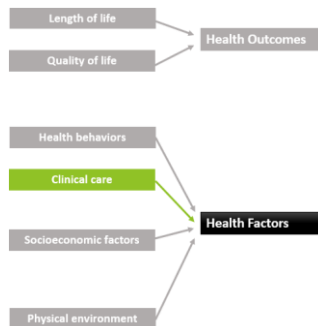 Length of life
Health Outcomes
Quality of life
Health behaviors
Clinical care
Health Factors
Socioeconomic factors
Physical environment